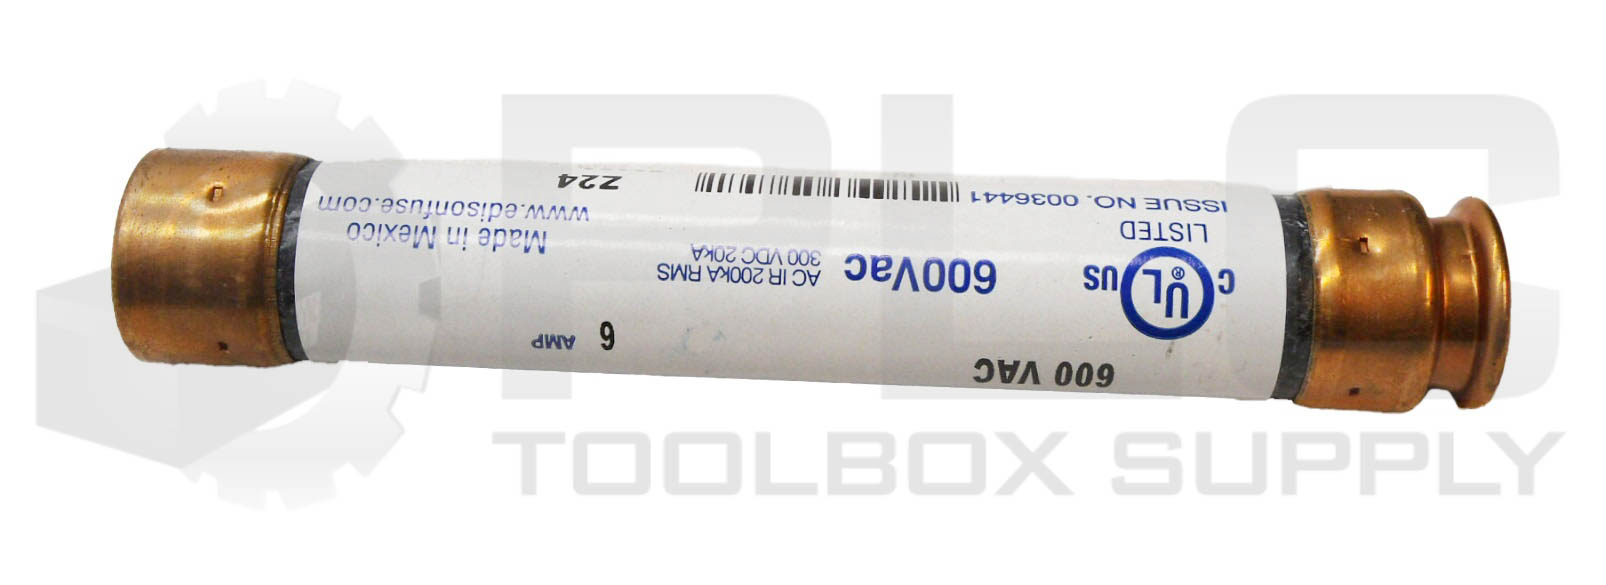 600 VAC
6 AMP
C UL® US
LISTED
ISSUE NO. 0036441
600Vac
AC IR 200kA RMS
300 VDC 20kA
Made in Mexico
www.edisonfuse.com
Z24
PLC
TOOLBOX SUPPLY